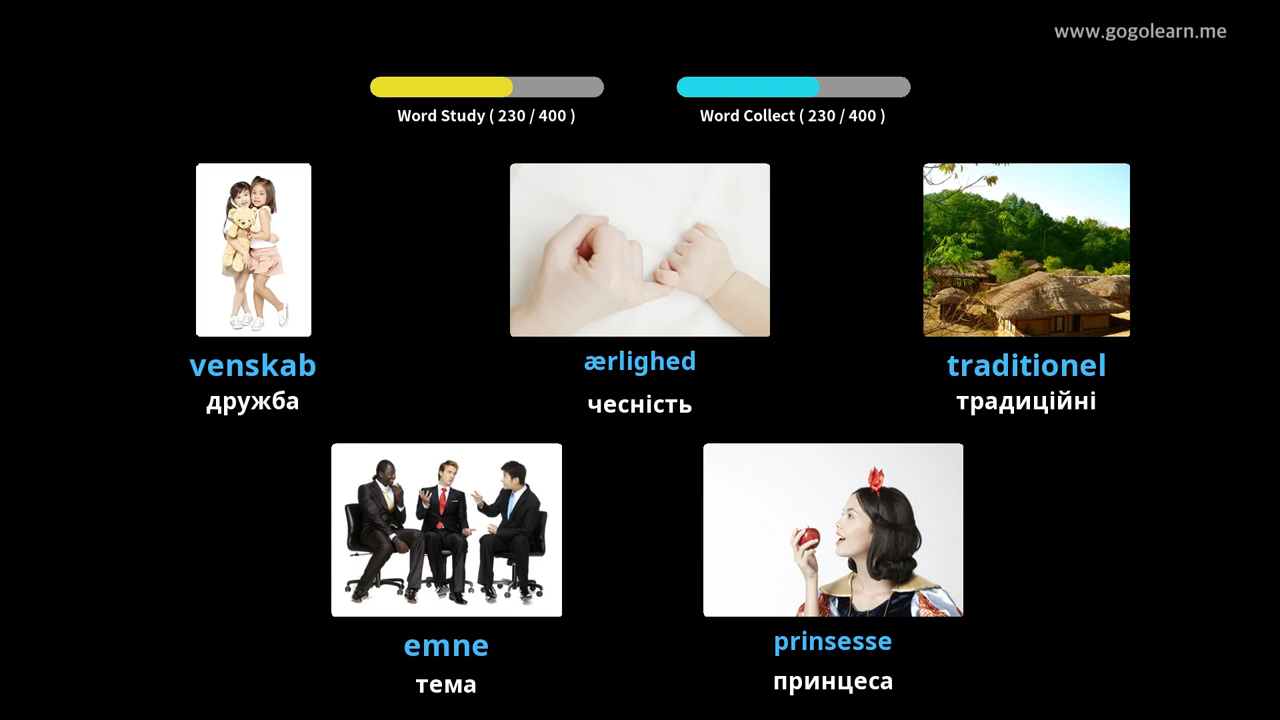 www.gogolearn.me
Word Study ( 230 / 400 )
Word Collect ( 230 / 400 )
venskab
дружба
ærlighed
чесність
traditionel
традиційні
emne
тема
prinsesse
принцеса